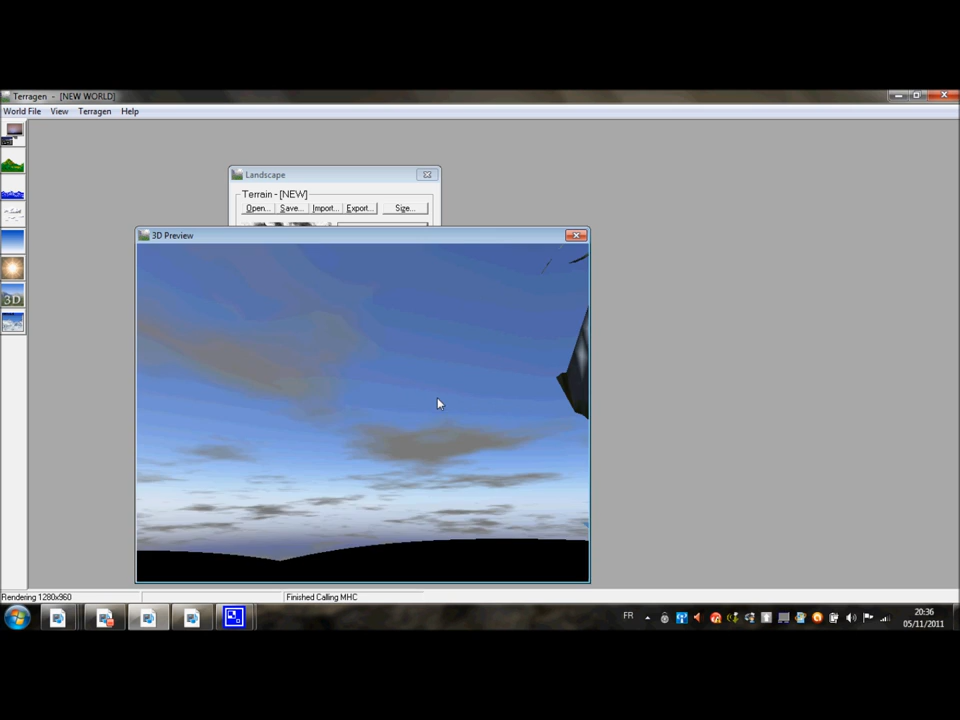 Terragen - [NEW WORLD]
World File View Terragen Help
Landscape
Terrain - [NEW]
Open... Save... Import... Export... Size...
3D Preview
3D
Rendering 1280x960 Finished Calling MHC
FR
20:36
05/11/2011